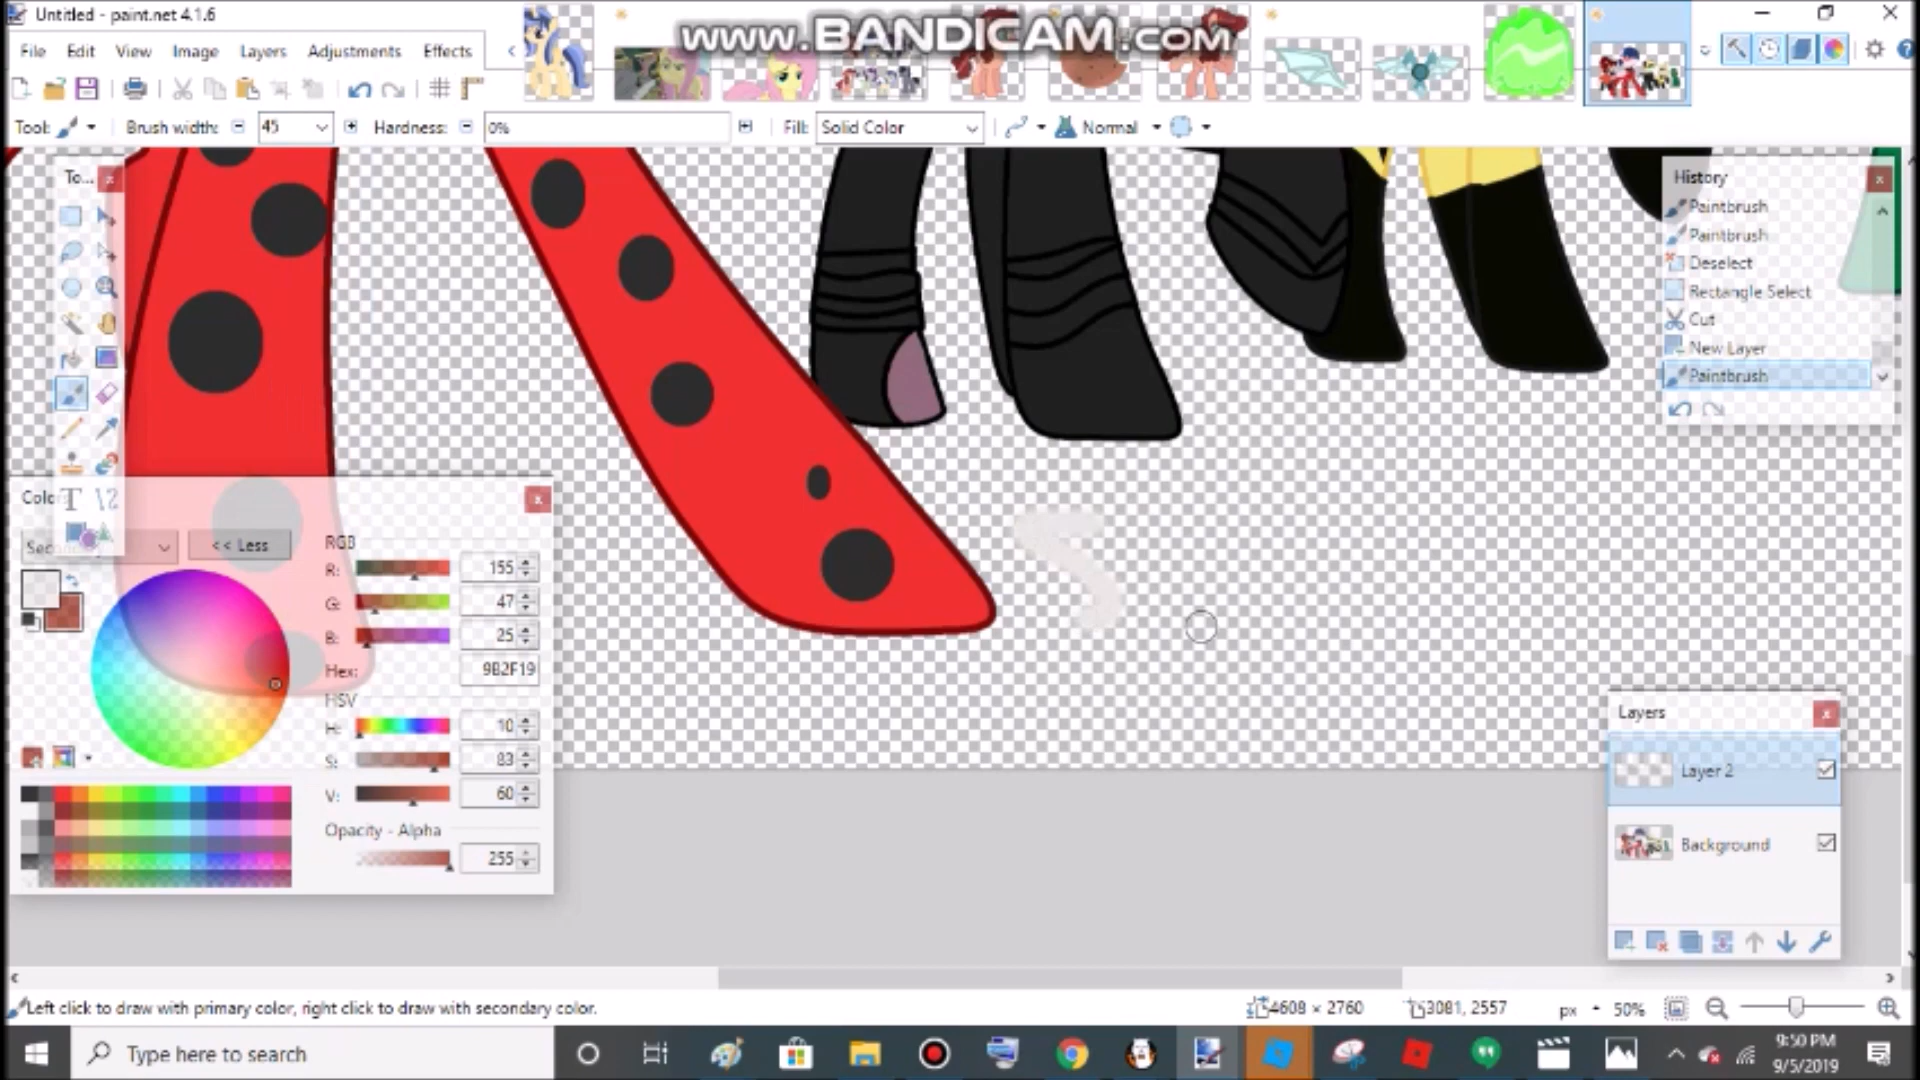 Untitled - paint.net 4.1.6
www.BANDICAM.com
File Edit View Image Layers Adjustments Effects
Tool: Brush width: 45 Hardness: 0% Fill: Solid Color Normal
To...
History
Paintbrush
Paintbrush
Deselect
Rectangle Select
Cut
New Layer
Paintbrush
<< Less
RGB
R: 155
G: 47
B: 25
Hex: 9B2F19
HSV
H: 10
S: 83
V: 60
Opacity - Alpha
255
Layers
Layer 2
Background
Left click to draw with primary color, right click to draw with secondary color.
4608 × 2760
3081, 2557
px
50%
Type here to search
9:50 PM
9/5/2019